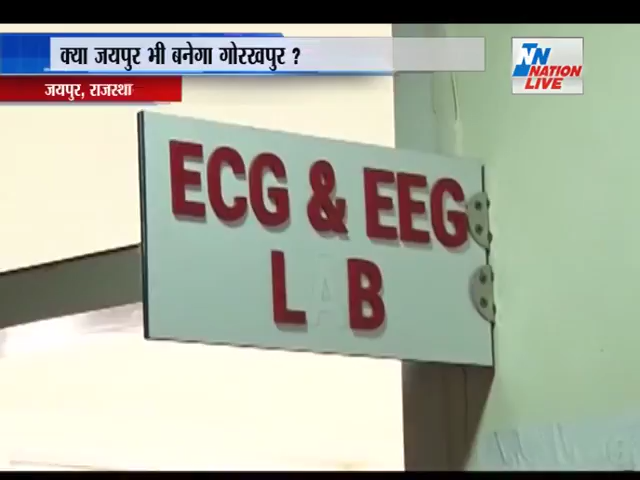 क्या जयपुर भी बनेगा गोरखपुर ?
जयपुर, राजस्था
NATION
LIVE
ECG & EEG
LAB